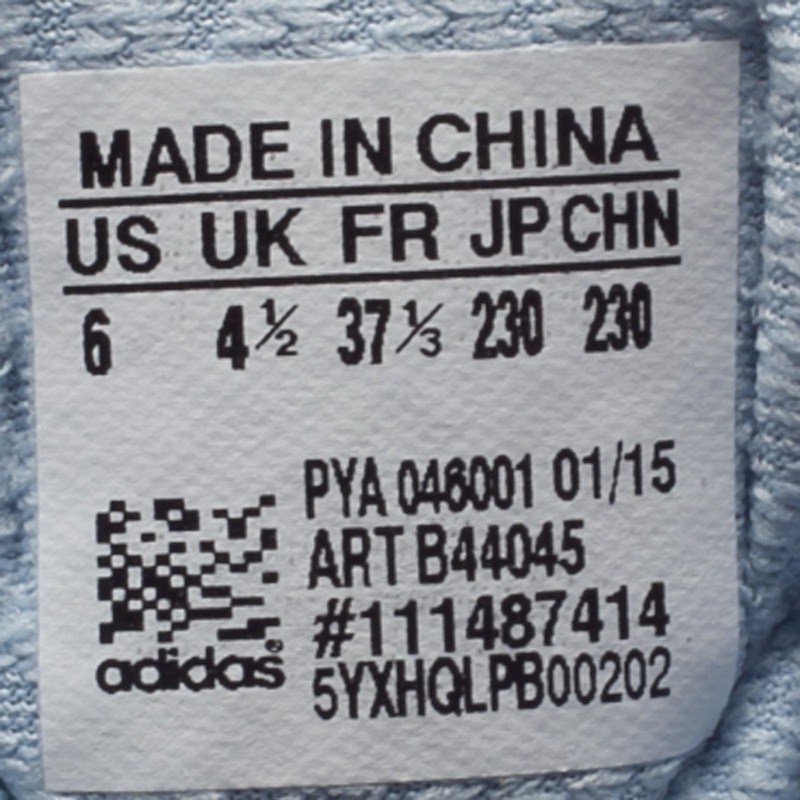 MADE IN CHINA
US UK FR JP CHN
6 4½ 37⅓ 230 230
PYA 046001 01/15
ART B44045
#111487414
5YXHQLPB00202
adidas®